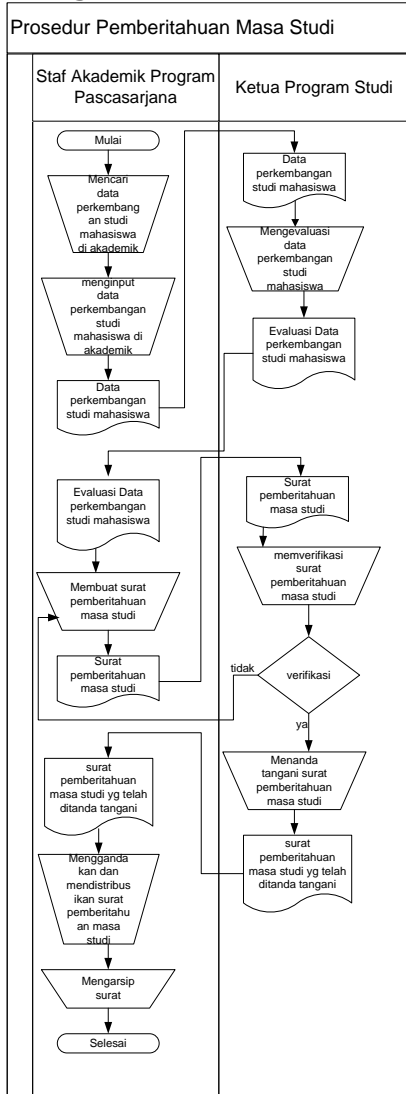 Prosedur Pemberitahuan Masa Studi
Staf Akademik Program
Pascasarjana
Ketua Program Studi
Mulai
Mencari
data
perkembang
an studi
mahasiswa
di akademik
menginput
data
perkembangan
studi
mahasiswa di
akademik
Data
perkembangan
studi mahasiswa
Data
perkembangan
studi mahasiswa
Mengevaluasi
data
perkembangan
studi
mahasiswa
Evaluasi Data
perkembangan
studi mahasiswa
Evaluasi Data
perkembangan
studi mahasiswa
Membuat surat
pemberitahuan
masa studi
Surat
pemberitahuan
masa studi
Surat
pemberitahuan
masa studi
memverifikasi
surat
pemberitahuan
masa studi
tidak
verifikasi
ya
Menanda
tangani surat
pemberitahuan
masa studi
surat
pemberitahuan
masa studi yg telah
ditanda tangani
surat
pemberitahuan
masa studi yg telah
ditanda tangani
Mengganda
kan dan
mendistribus
ikan surat
pemberitahu
an masa
studi
Mengarsip
surat
Selesai